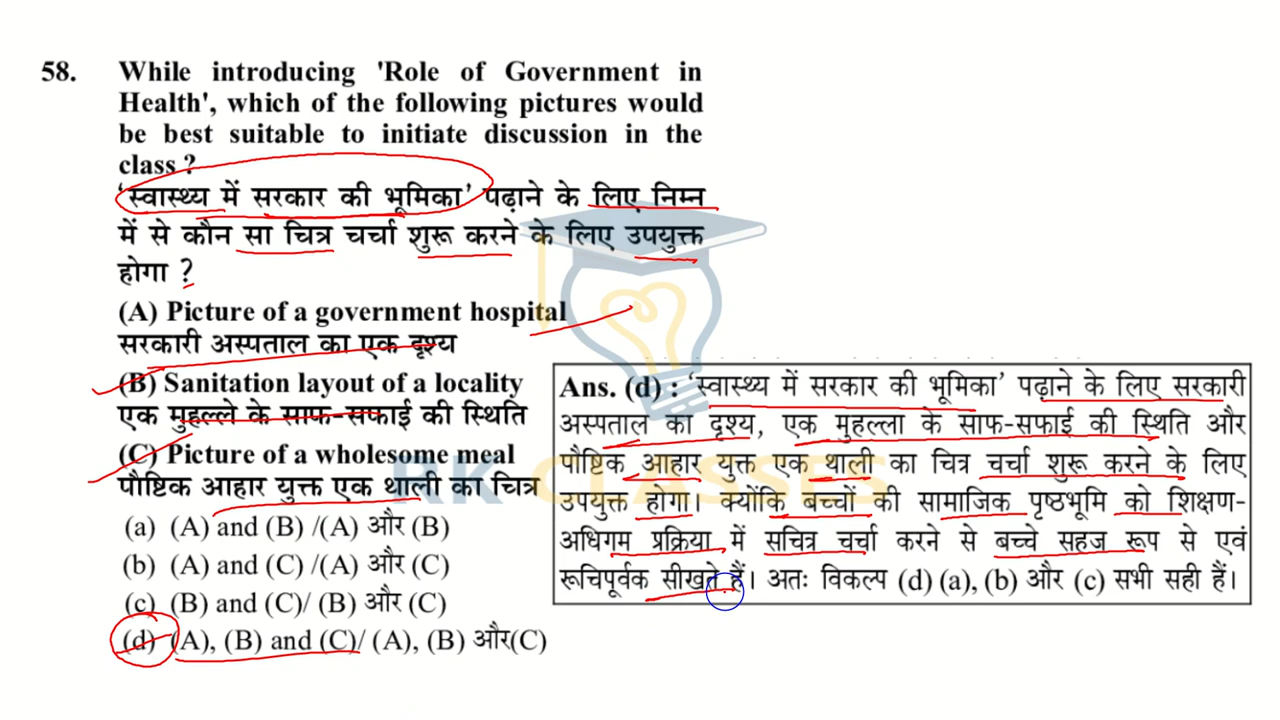 58. While introducing 'Role of Government in
Health', which of the following pictures would
be best suitable to initiate discussion in the
class ?
'स्वास्थ्य में सरकार की भूमिका' पढ़ाने के लिए निम्न
में से कौन सा चित्र चर्चा शुरू करने के लिए उपयुक्त
होगा ?
(A) Picture of a government hospital
सरकारी अस्पताल का एक दृश्य
(B) Sanitation layout of a locality
एक मुहल्ले के साफ-सफाई की स्थिति
(C) Picture of a wholesome meal
पौष्टिक आहार युक्त एक थाली का चित्र
(a) (A) and (B) /(A) और (B)
(b) (A) and (C) /(A) और (C)
(c) (B) and (C)/ (B) और (C)
(d) (A), (B) and (C)/ (A), (B) और(C)
Ans. (d) : 'स्वास्थ्य में सरकार की भूमिका' पढ़ाने के लिए सरकारी
अस्पताल का दृश्य, एक मुहल्ला के साफ-सफाई की स्थिति और
पौष्टिक आहार युक्त एक थाली का चित्र चर्चा शुरू करने के लिए
उपयुक्त होगा। क्योंकि बच्चों की सामाजिक पृष्ठभूमि को शिक्षण-
अधिगम प्रक्रिया में सचित्र चर्चा करने से बच्चे सहज रूप से एवं
रूचिपूर्वक सीखते हैं। अतः विकल्प (d) (a), (b) और (c) सभी सही हैं।
RK CLASSES